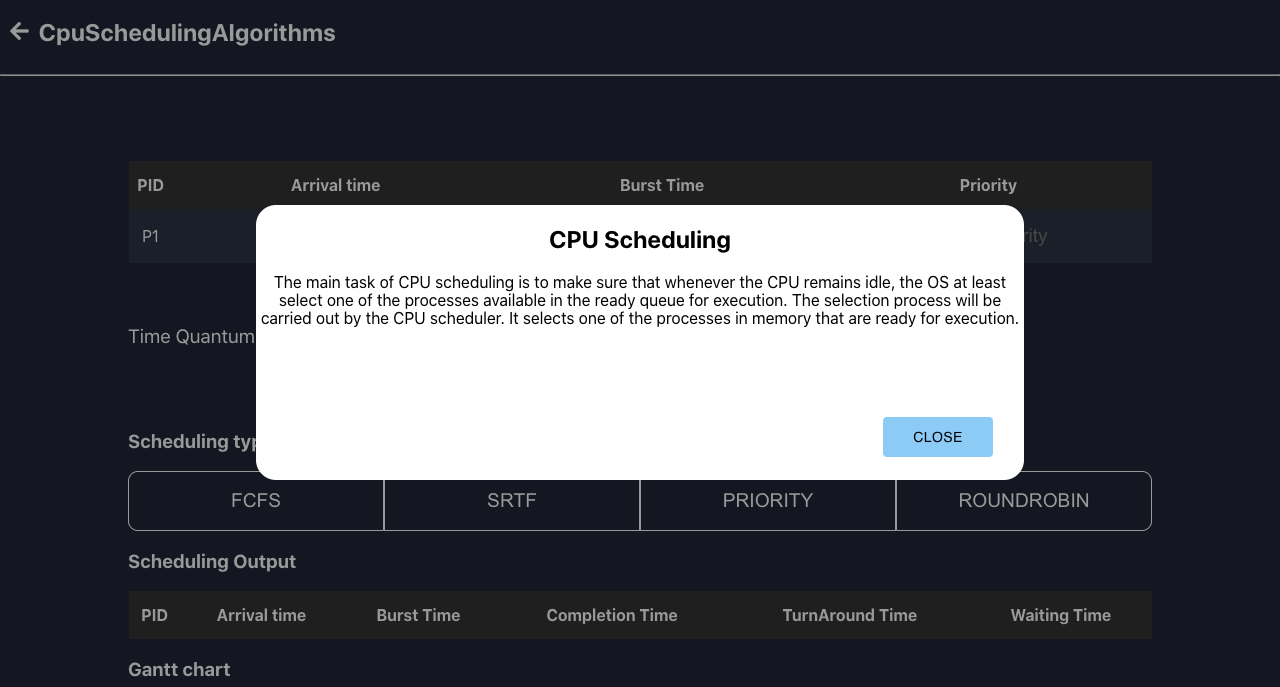 CpuSchedulingAlgorithms
PID Arrival time Burst Time Priority
P1
CPU Scheduling
The main task of CPU scheduling is to make sure that whenever the CPU remains idle, the OS at least
select one of the processes available in the ready queue for execution. The selection process will be
carried out by the CPU scheduler. It selects one of the processes in memory that are ready for execution.
Time Quantum
CLOSE
Scheduling
FCFS SRTF PRIORITY ROUNDROBIN
Scheduling Output
PID Arrival time Burst Time Completion Time TurnAround Time Waiting Time
Gantt chart